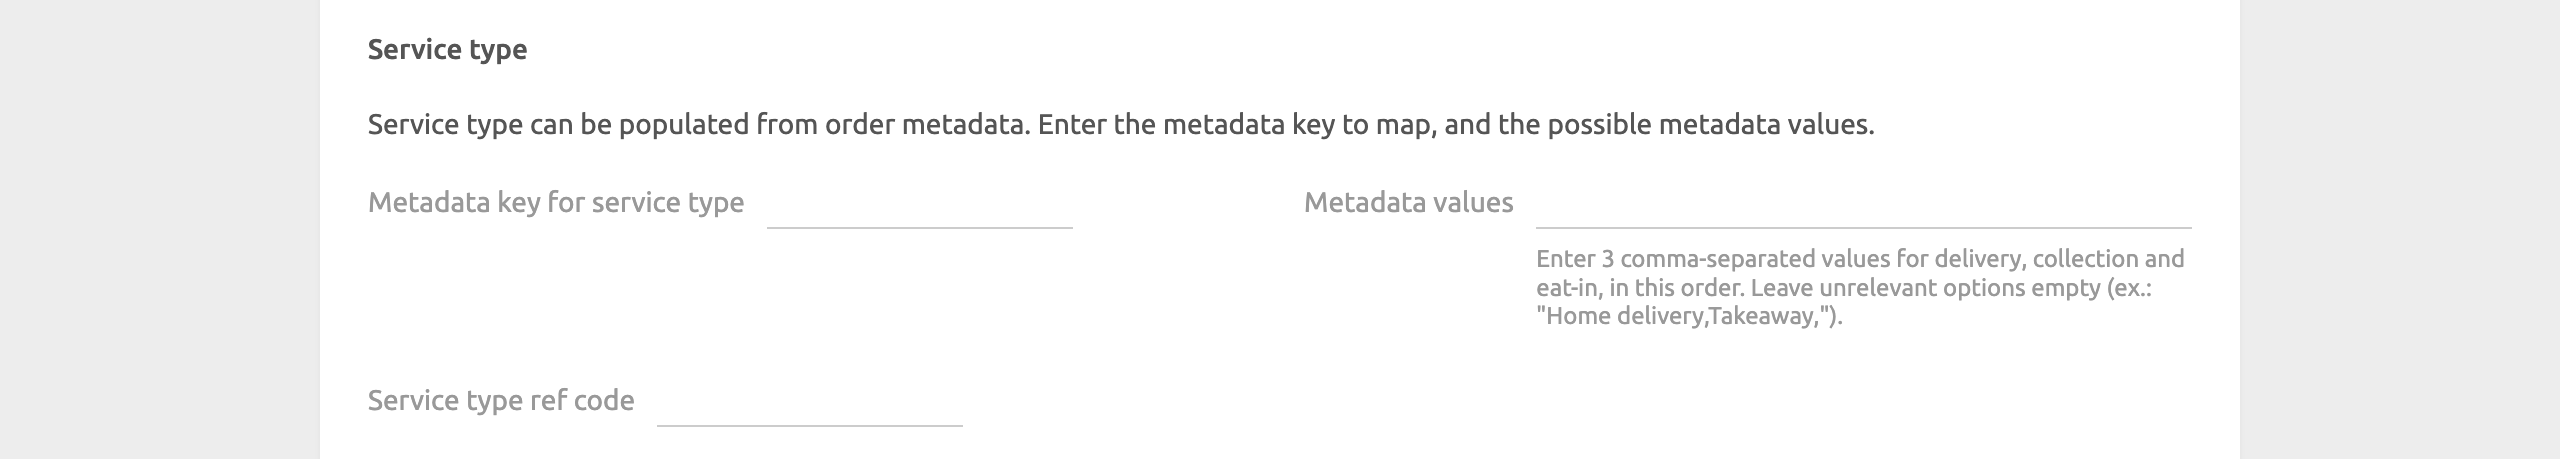 Service type
Service type can be populated from order metadata. Enter the metadata key to map, and the possible metadata values.
Metadata key for service type
Metadata values
Enter 3 comma-separated values for delivery, collection and
eat-in, in this order. Leave unrelevant options empty (ex.:
"Home delivery,Takeaway,").
Service type ref code